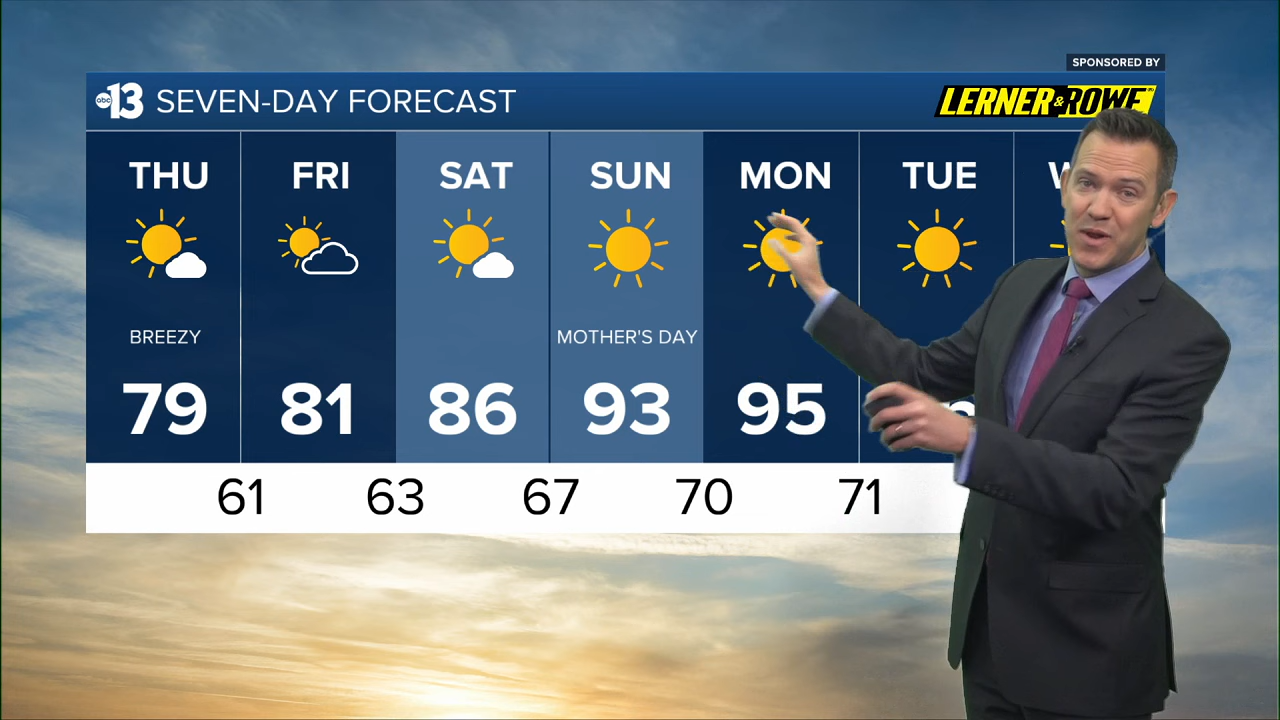 SPONSORED BY
abc 13 SEVEN-DAY FORECAST
LERNER & ROWE
THU FRI SAT SUN MON TUE
BREEZY MOTHER'S DAY
79 81 86 93 95
61 63 67 70 71